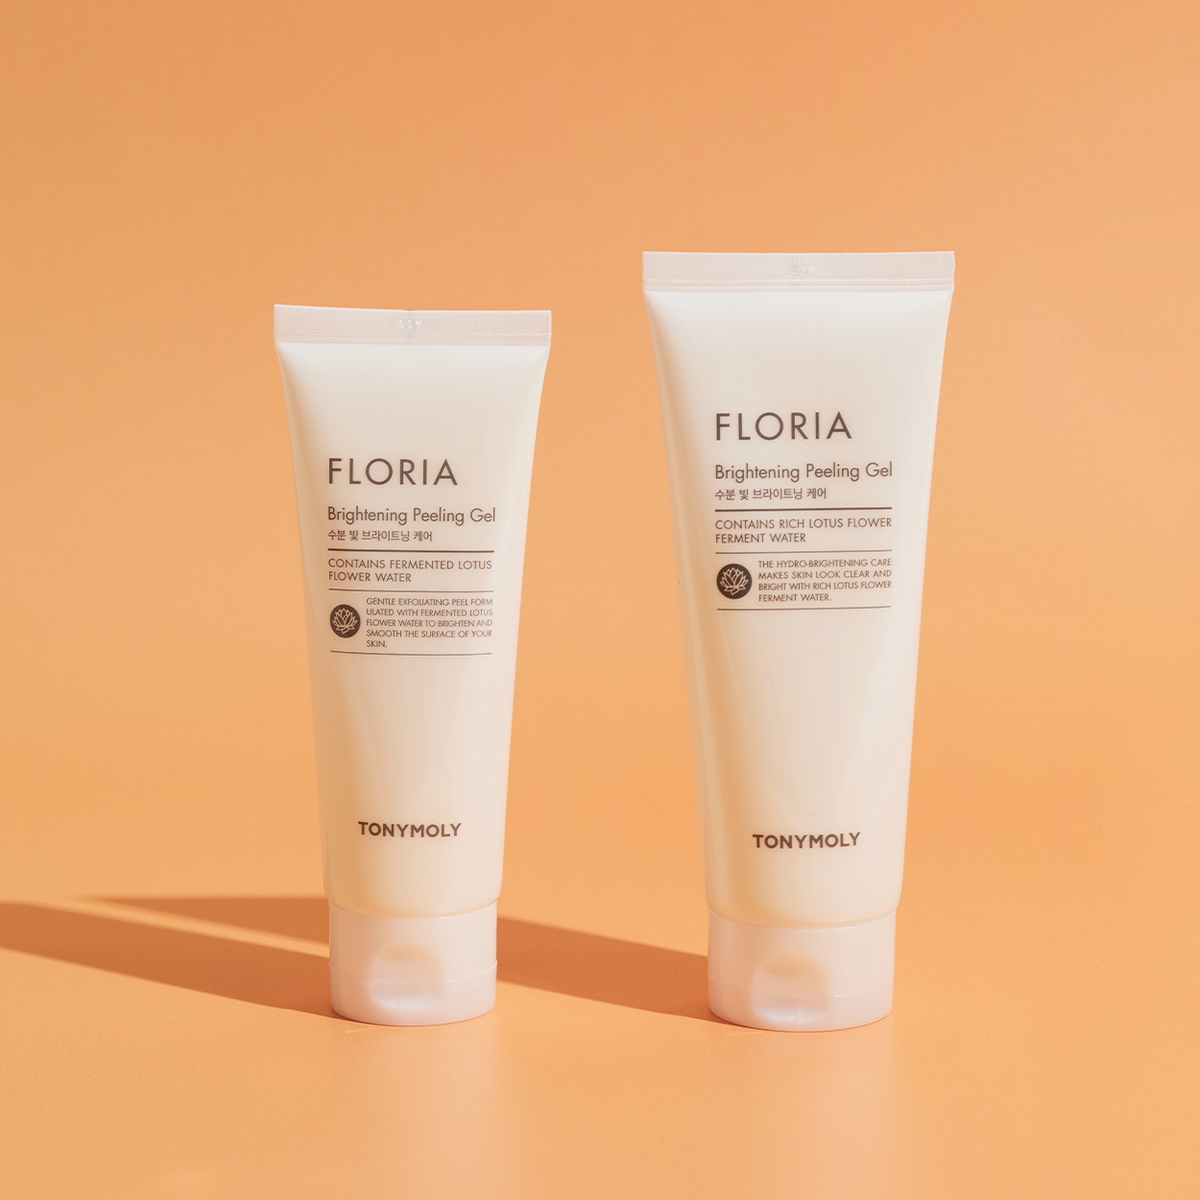 FLORIA
Brightening Peeling Gel
수분 빛 브라이트닝 케어
CONTAINS FERMENTED LOTUS
FLOWER WATER
GENTLE EXFOLIATING PEEL FORM
ULATED WITH FERMENTED LOTUS
FLOWER WATER TO BRIGHTEN AND
SMOOTH THE SURFACE OF YOUR
SKIN.
TONYMOLY
FLORIA
Brightening Peeling Gel
수분 빛 브라이트닝 케어
CONTAINS RICH LOTUS FLOWER
FERMENT WATER
THE HYDRO-BRIGHTENING CARE
MAKES SKIN LOOK CLEAR AND
BRIGHT WITH RICH LOTUS FLOWER
FERMENT WATER.
TONYMOLY